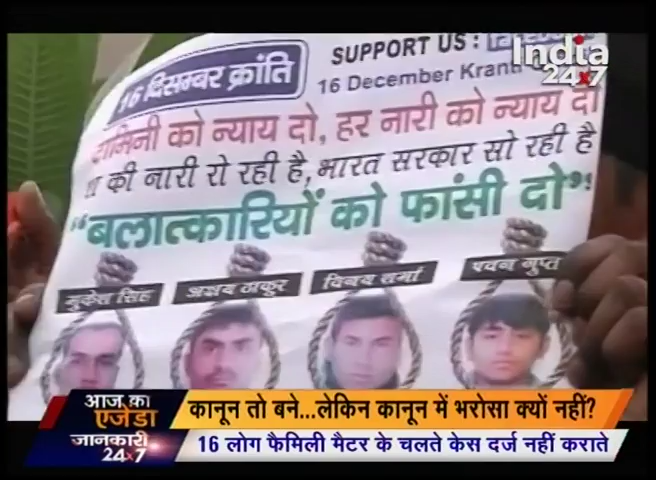 16 दिसम्बर क्रांति
SUPPORT US :
16 December Krant
India
24x7
दामिनी को न्याय दो, हर नारी को न्याय दो
की नारी रो रही है, भारत सरकार सो रही है
“बलात्कारियों को फांसी दो”!
मुकेश सिंह
अक्षय ठाकुर
विनय शर्मा
पवन गुप्त
आज का
एजेंडा
कानून तो बने...लेकिन कानून में भरोसा क्यों नहीं?
जानकारी
24x7
16 लोग फैमिली मैटर के चलते केस दर्ज नहीं कराते